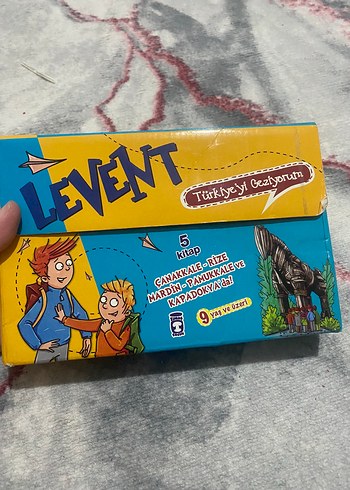 LEVENT
Türkiye'yi Geziyorum
5
kitap
ÇANAKKALE - RİZE
MARDİN - PAMUKKALE ve
KAPADOKYA'da!
9 yaş ve üzeri